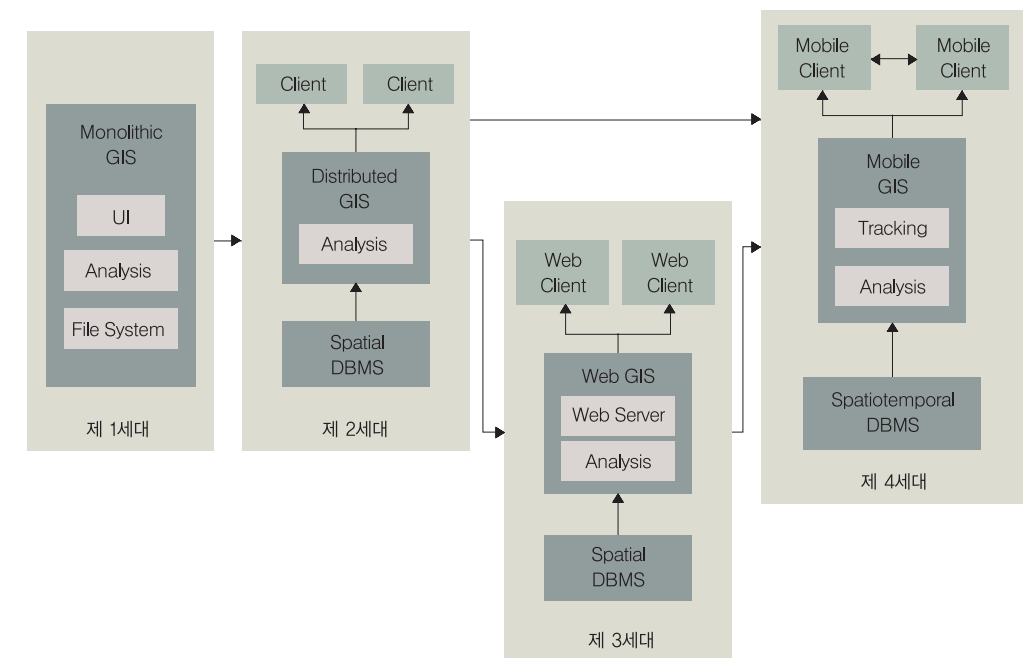 Monolithic
GIS
UI
Analysis
File System
제 1세대
Client
Client
Distributed
GIS
Analysis
Spatial
DBMS
제 2세대
Web
Client
Web
Client
Web GIS
Web Server
Analysis
Spatial
DBMS
제 3세대
Mobile
Client
Mobile
Client
Mobile
GIS
Tracking
Analysis
Spatiotemporal
DBMS
제 4세대